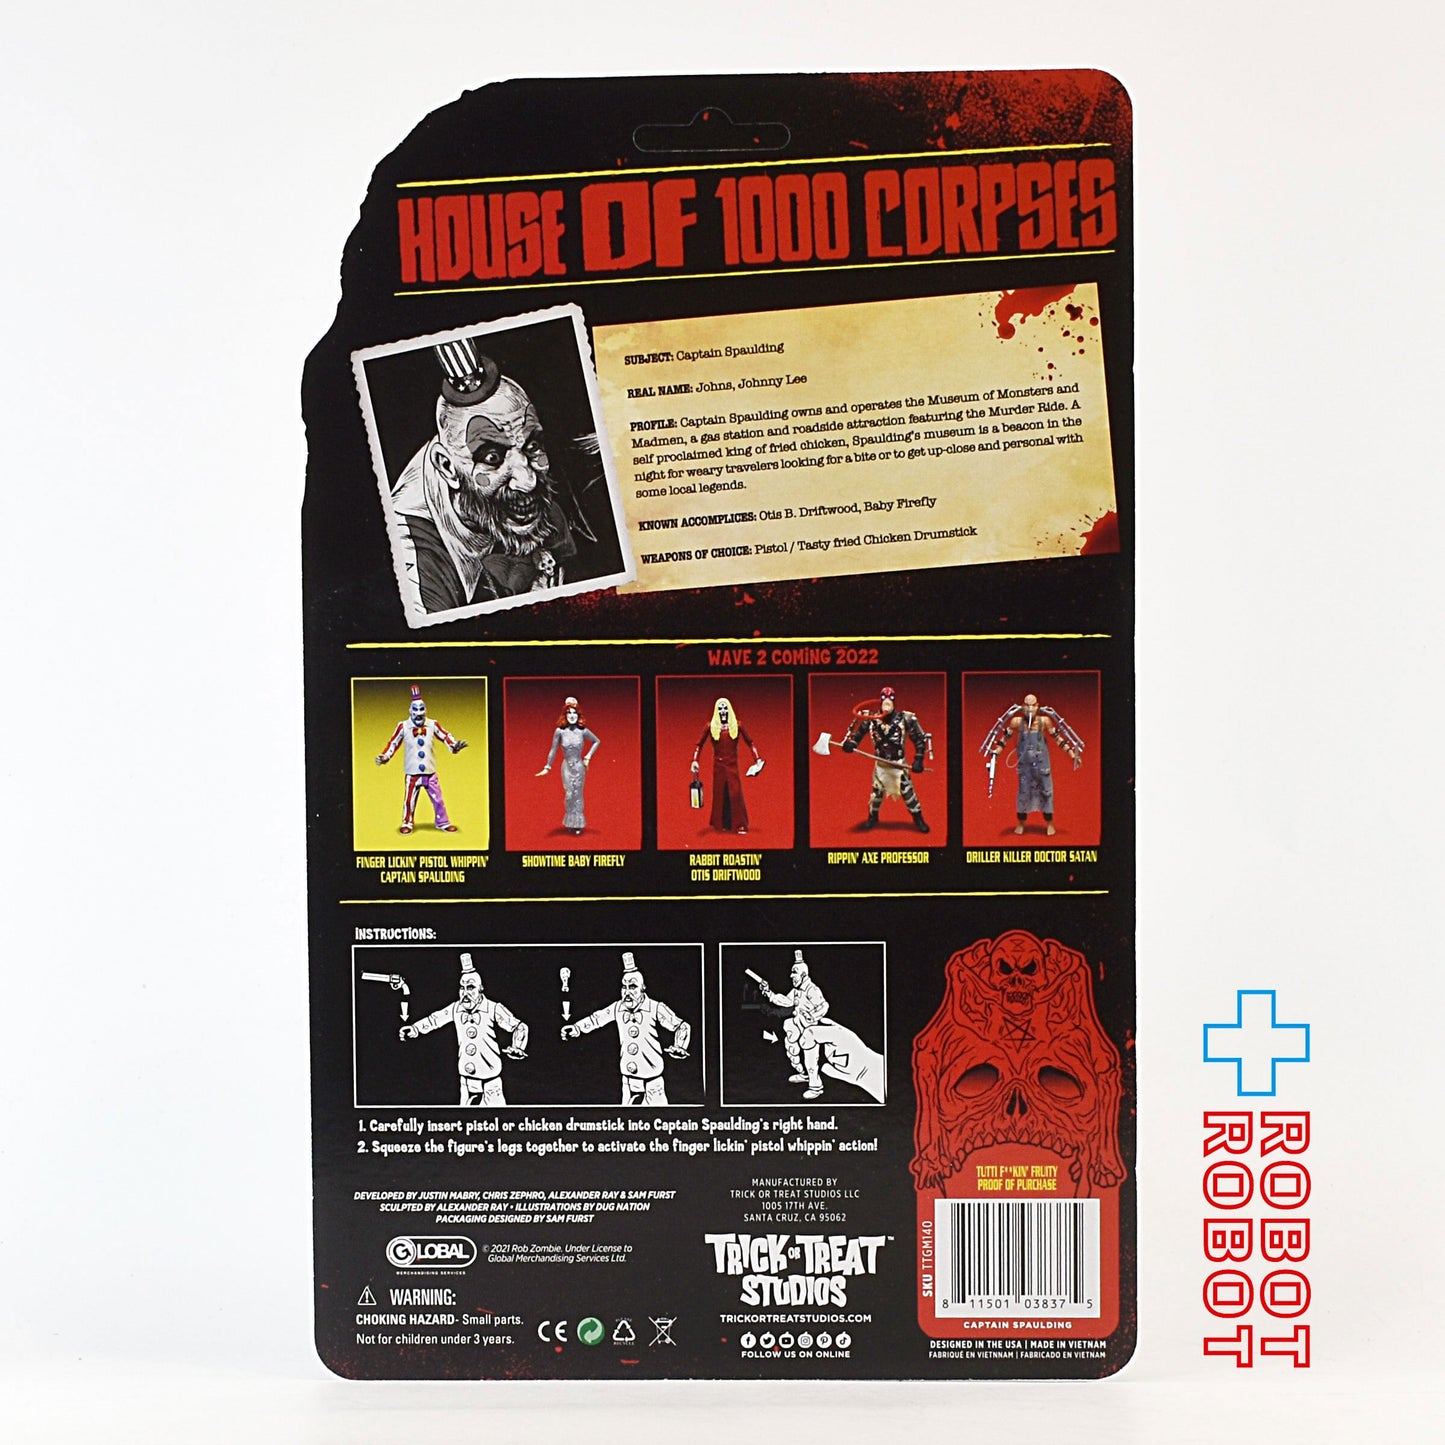 HOUSE OF 1000 CORPSES
SUBJECT: Captain Spaulding
REAL NAME: Johns, Johnny Lee
PROFILE: Captain Spaulding owns and operates the Museum of Monsters and
Madmen, a gas station and roadside attraction featuring the Murder Ride. A
self proclaimed king of fried chicken, Spaulding's museum is a beacon in the
night for weary travelers looking for a bite or to get up-close and personal with
some local legends.
KNOWN ACCOMPLICES: Otis B. Driftwood, Baby Firefly
WEAPONS OF CHOICE: Pistol / Tasty fried Chicken Drumstick
WAVE 2 COMING 2022
FINGER LICKIN' PISTOL WHIPPIN'
CAPTAIN SPAULDING
SHOWTIME BABY FIREFLY
RABBIT ROASTIN'
OTIS DRIFTWOOD
RIPPIN' AXE PROFESSOR
DRILLER KILLER DOCTOR SATAN
INSTRUCTIONS:
1. Carefully insert pistol or chicken drumstick into Captain Spaulding's right hand.
2. Squeeze the figure's legs together to activate the finger lickin' pistol whippin' action!
DEVELOPED BY JUSTIN MABRY, CHRIS ZEPHRO, ALEXANDER RAY & SAM FURST
SCULPTED BY ALEXANDER RAY • ILLUSTRATIONS BY DUG NATION
PACKAGING DESIGNED BY SAM FURST
GLOBAL
MERCHANDISING SERVICES
© 2021 Rob Zombie. Under License to
Global Merchandising Services Ltd.
WARNING:
CHOKING HAZARD- Small parts.
Not for children under 3 years.
CE
RECYCLE
MANUFACTURED BY
TRICK OR TREAT STUDIOS LLC
1005 17TH AVE.
SANTA CRUZ, CA 95062
TRICK OR TREAT
STUDIOS
TM
TRICKORTREATSTUDIOS.COM
FOLLOW US ON ONLINE
TUTTI F**KIN' FRUITY
PROOF OF PURCHASE
SKU TTGM140
8 11501 03837 5
CAPTAIN SPAULDING
DESIGNED IN THE USA | MADE IN VIETNAM
FABRIQUÉ EN VIETNNAM | FABRICADO EN VIETNAM
ROBOT
ROBOT